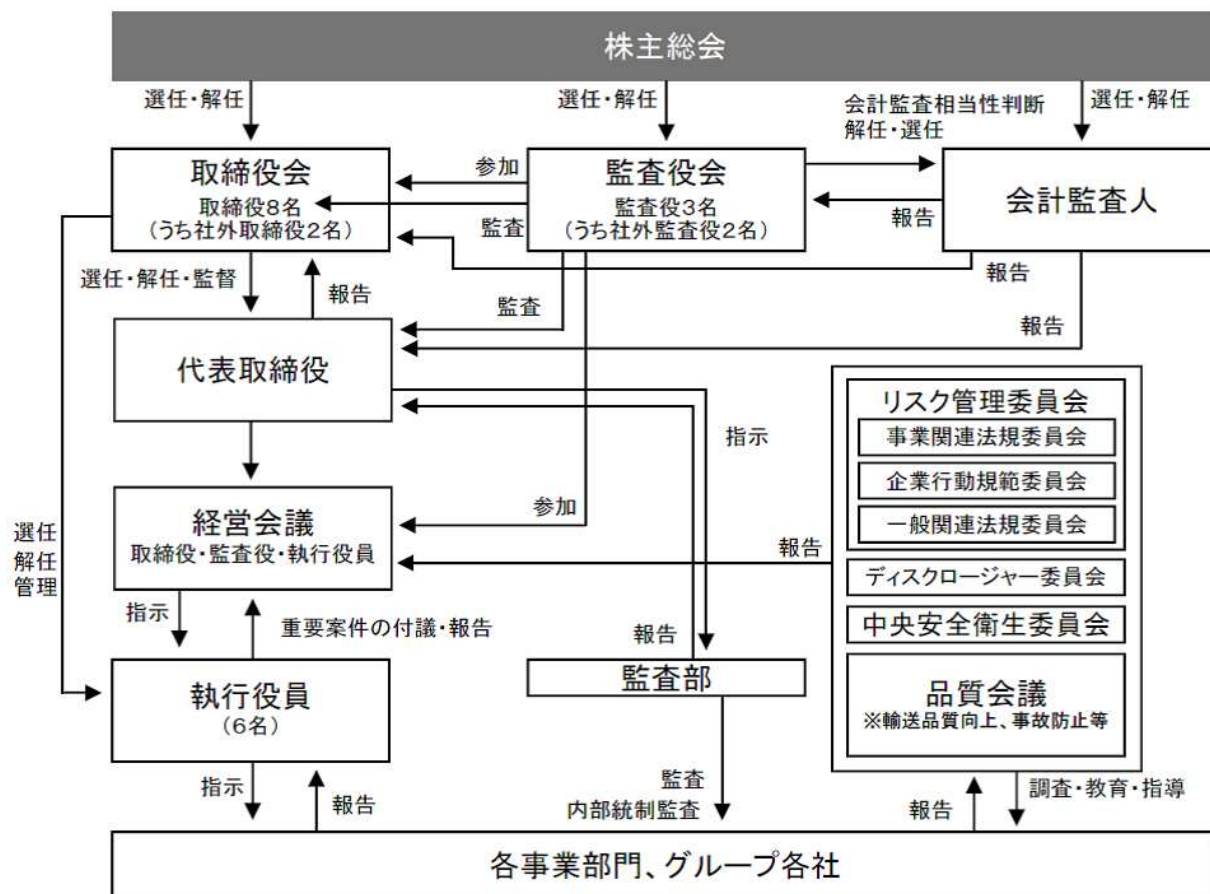 株主総会
選任・解任
選任・解任
会計監査相当性判断
解任・選任
選任・解任
取締役会
取締役8名
(うち社外取締役2名)
参加
監査
監査役会
監査役3名
(うち社外監査役2名)
報告
会計監査人
選任・解任・監督
報告
監査
報告
報告
代表取締役
指示
リスク管理委員会
事業関連法規委員会
企業行動規範委員会
一般関連法規委員会
ディスクロージャー委員会
中央安全衛生委員会
品質会議
※輸送品質向上、事故防止等
経営会議
取締役・監査役・執行役員
参加
報告
選任
解任
管理
指示
重要案件の付議・報告
報告
執行役員
(6名)
監査部
指示
報告
監査
内部統制監査
報告
調査・教育・指導
各事業部門、グループ各社